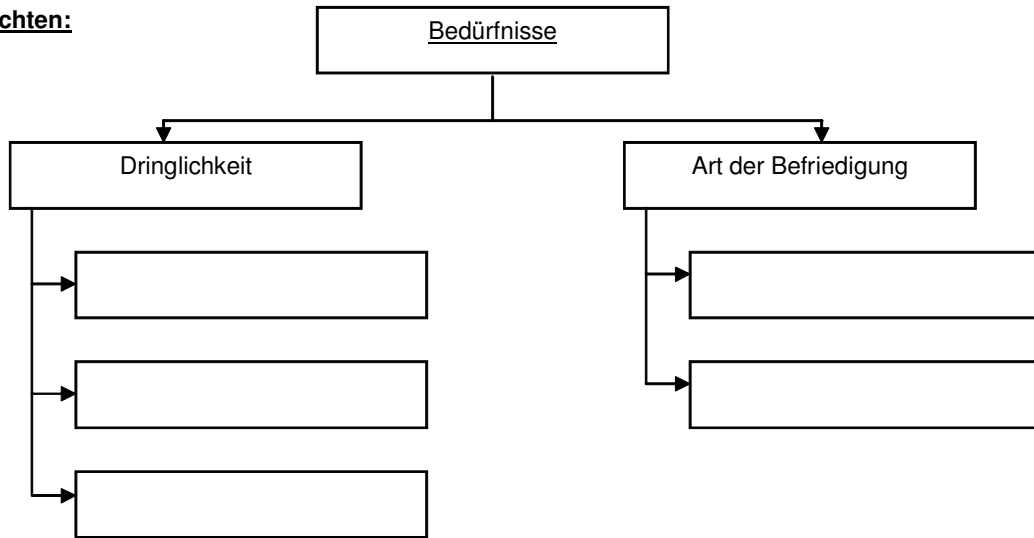 chten:
Bedürfnisse
Dringlichkeit
Art der Befriedigung